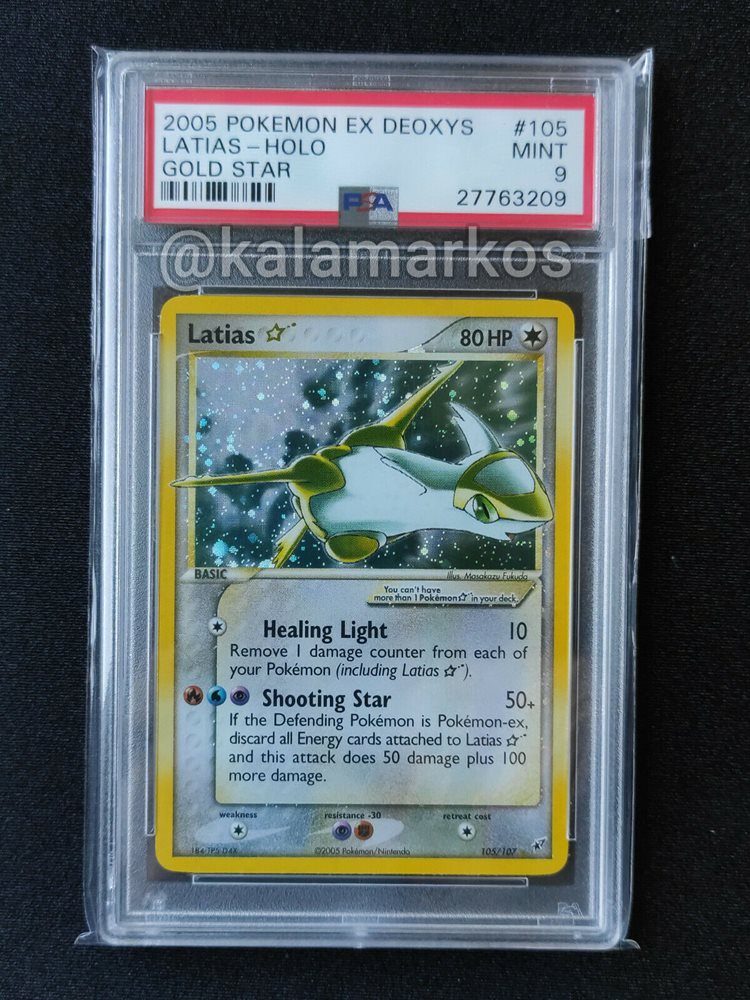 2005 POKEMON EX DEOXYS #105
LATIAS - HOLO MINT
GOLD STAR 9
PSA 27763209
@kalamarkos
Latias ☆ 80 HP
BASIC Illus. Masakazu Fukuda
You can't have
more than 1 Pokémon☆ in your deck.
Healing Light 10
Remove 1 damage counter from each of
your Pokémon (including Latias ☆).
Shooting Star 50+
If the Defending Pokémon is Pokémon-ex,
discard all Energy cards attached to Latias ☆
and this attack does 50 damage plus 100
more damage.
weakness resistance -30 retreat cost
184 TPS D4X ©2005 Pokémon/Nintendo 105/107